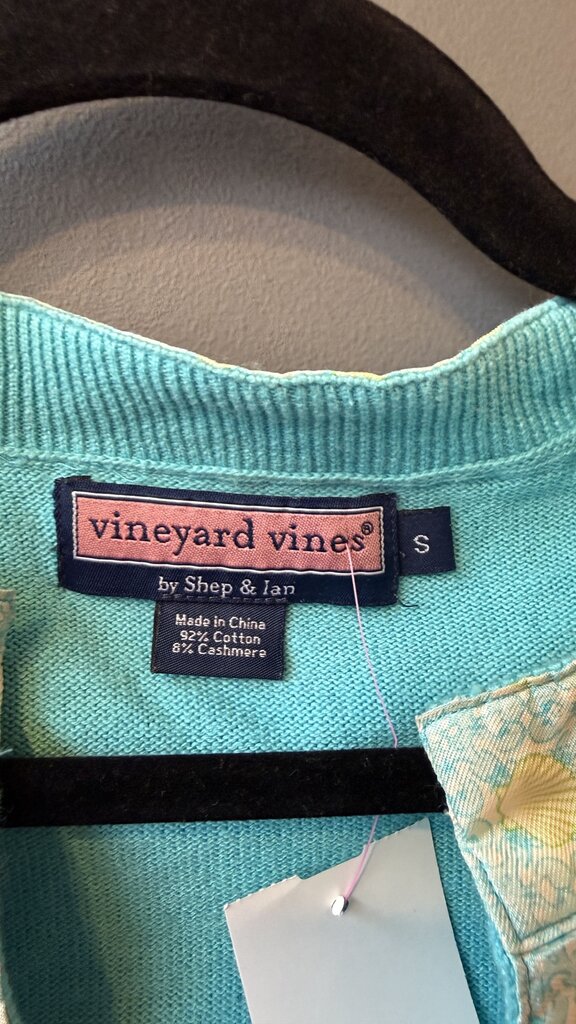 vineyard vines®
by Shep & Ian
S
Made in China
92% Cotton
8% Cashmere